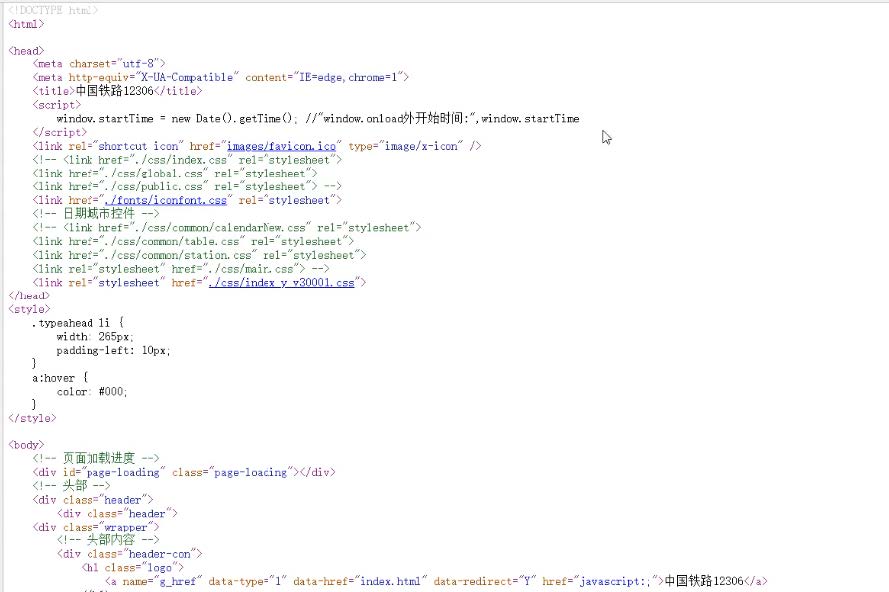 <!DOCTYPE html>
<html>
<head>
<meta charset="utf-8">
<meta http-equiv="X-UA-Compatible" content="IE=edge,chrome=1">
<title>中国铁路12306</title>
<script>
window.startTime = new Date().getTime(); //"window.onload外开始时间:",window.startTime
</script>
<link rel="shortcut icon" href="images/favicon.ico" type="image/x-icon" />
<!-- <link href="./css/index.css" rel="stylesheet">
<link href="./css/global.css" rel="stylesheet">
<link href="./css/public.css" rel="stylesheet"> -->
<link href="./fonts/iconfont.css" rel="stylesheet">
<!-- 日期城市控件 -->
<!-- <link href="./css/common/calendarNew.css" rel="stylesheet">
<link href="./css/common/table.css" rel="stylesheet">
<link href="./css/common/station.css" rel="stylesheet">
<link rel="stylesheet" href="./css/main.css"> -->
<link rel="stylesheet" href="./css/index_y_v30001.css">
</head>
<style>
.typeahead li {
width: 265px;
padding-left: 10px;
}
a:hover {
color: #000;
}
</style>
<body>
<!-- 页面加载进度 -->
<div id="page-loading" class="page-loading"></div>
<!-- 头部 -->
<div class="header">
<div class="header">
<div class="wrapper">
<!-- 头部内容 -->
<div class="header-con">
<h1 class="logo">
<a name="g_href" data-type="1" data-href="index.html" data-redirect="Y" href="javascript:;">中国铁路12306</a>